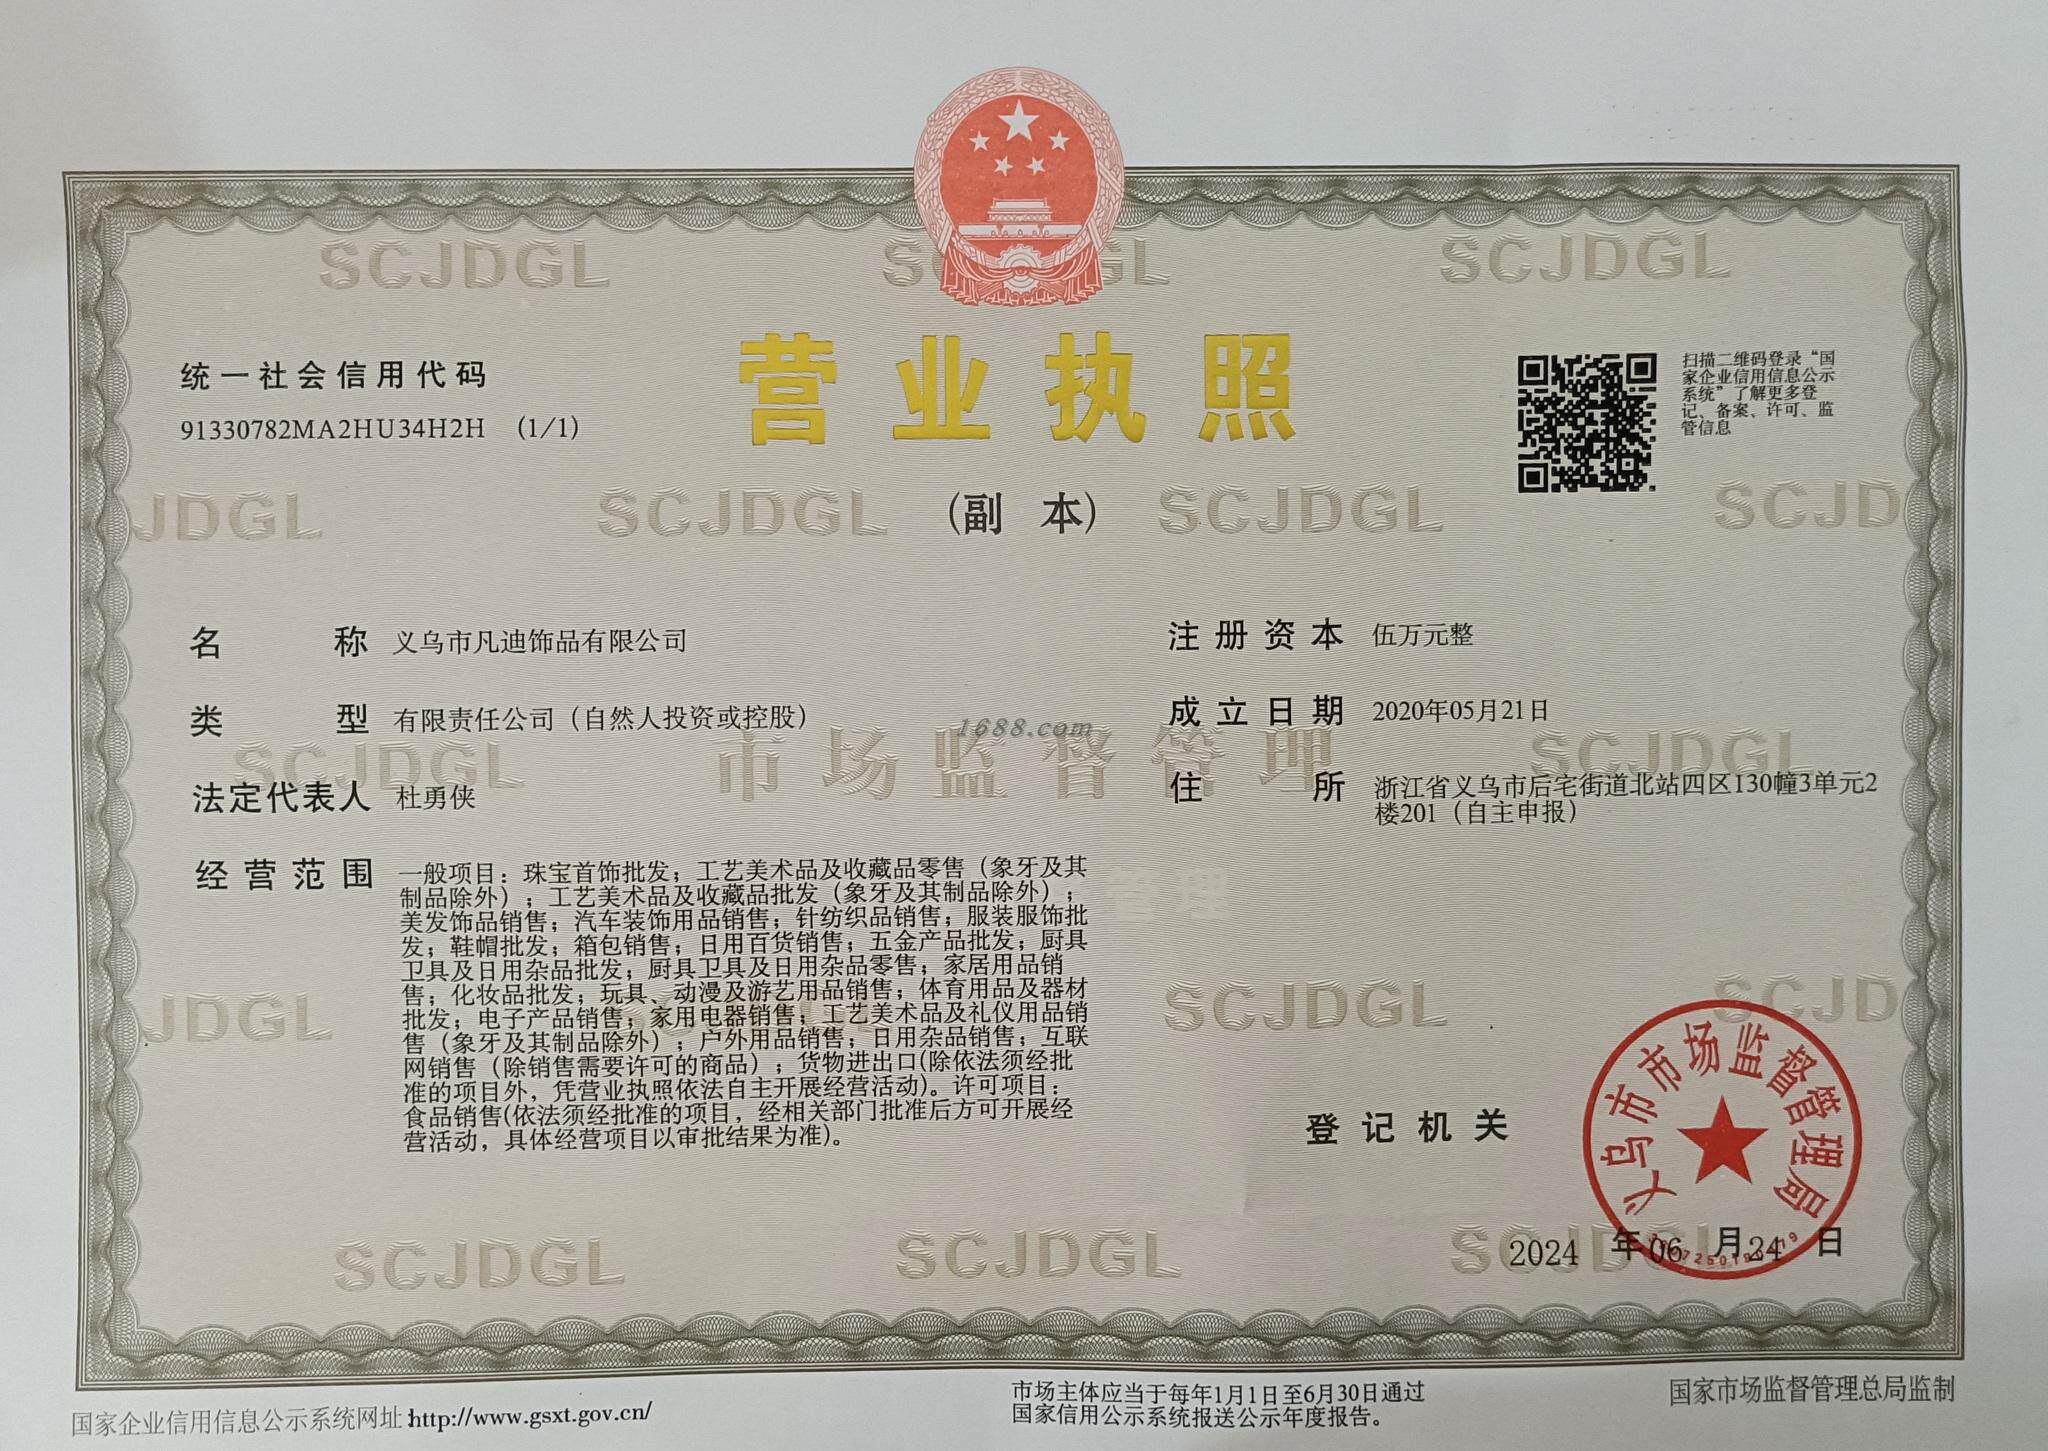 SCJDGL
SCJDGL
营业执照
(副 本)
统一社会信用代码
91330782MA2HU34H2H (1/1)
扫描二维码登录“国
家企业信用信息公示
系统”了解更多登
记、备案、许可、监
管信息
JDGL
SCJDGL
SCJDGL
SCJD
名 称 义乌市凡迪饰品有限公司
类 型 有限责任公司（自然人投资或控股）
法定代表人 杜勇侠
经营范围 一般项目：珠宝首饰批发；工艺美术品及收藏品零售（象牙及其
制品除外）；工艺美术品及收藏品批发（象牙及其制品除外）；
美发饰品销售；汽车装饰用品销售；针纺织品销售；服装服饰批
发；鞋帽批发；箱包销售；日用百货销售；五金产品批发；厨具
卫具及日用杂品批发；厨具卫具及日用杂品零售；家居用品销
售；化妆品批发；玩具、动漫及游艺用品销售；体育用品及器材
批发；电子产品销售；家用电器销售；工艺美术品及礼仪用品销
售（象牙及其制品除外）；户外用品销售；日用杂品销售；互联
网销售（除销售需要许可的商品）；货物进出口(除依法须经批
准的项目外，凭营业执照依法自主开展经营活动)。许可项目：
食品销售(依法须经批准的项目，经相关部门批准后方可开展经
营活动，具体经营项目以审批结果为准)。
注册资本 伍万元整
成立日期 2020年05月21日
住 所 浙江省义乌市后宅街道北站四区130幢3单元2
楼201（自主申报）
1688.com
SCJDGL
市场监督管理
SCJDGL
管理
JDGL
SCJDGL
SCJD
登记机关
义乌市市场监督管理局
2024 年 06 月 24 日
SCJDGL
SCJDGL
SCJDGL
国家企业信用信息公示系统网址:http://www.gsxt.gov.cn/
市场主体应当于每年1月1日至6月30日通过
国家信用公示系统报送公示年度报告。
国家市场监督管理总局监制